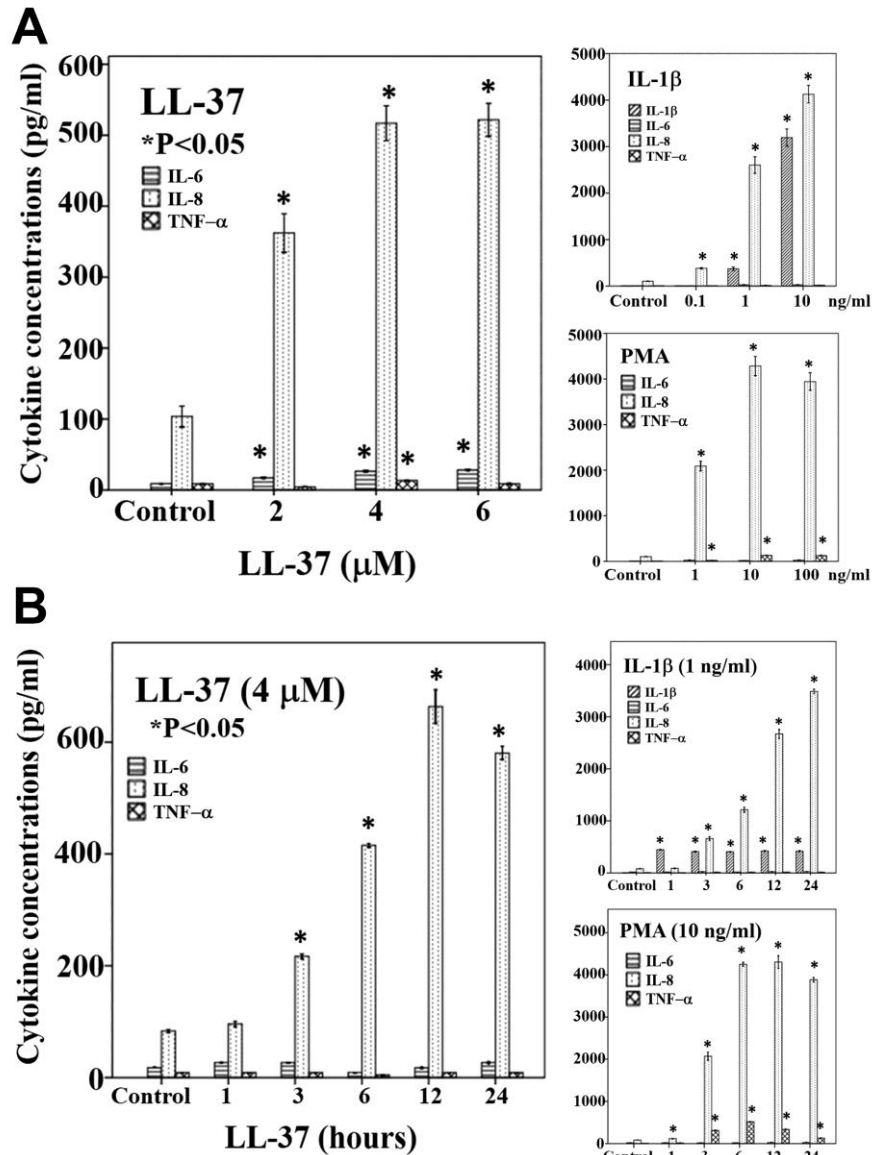 A
Cytokine concentrations (pg/ml)
600
500
400
300
200
100
0
LL-37
*P<0.05
IL-6
IL-8
TNF-α
*
*
*
*
*
*
*
Control 2 4 6
LL-37 (μM)
5000
4000
3000
2000
1000
0
IL-1β
IL-1β
IL-6
IL-8
TNF-α
*
*
*
*
*
Control 0.1 1 10 ng/ml
5000
4000
3000
2000
1000
0
PMA
IL-6
IL-8
TNF-α
*
*
*
*
*
*
Control 1 10 100 ng/ml
B
Cytokine concentrations (pg/ml)
600
400
200
0
LL-37 (4 μM)
*P<0.05
IL-6
IL-8
TNF-α
*
*
*
*
Control 1 3 6 12 24
LL-37 (hours)
4000
3000
2000
1000
0
IL-1β (1 ng/ml)
IL-1β
IL-6
IL-8
TNF-α
*
*
*
*
*
*
*
*
*
Control 1 3 6 12 24
5000
4000
3000
2000
1000
0
PMA (10 ng/ml)
IL-6
IL-8
TNF-α
*
*
*
*
*
*
*
*
*
Control 1 3 6 12 24